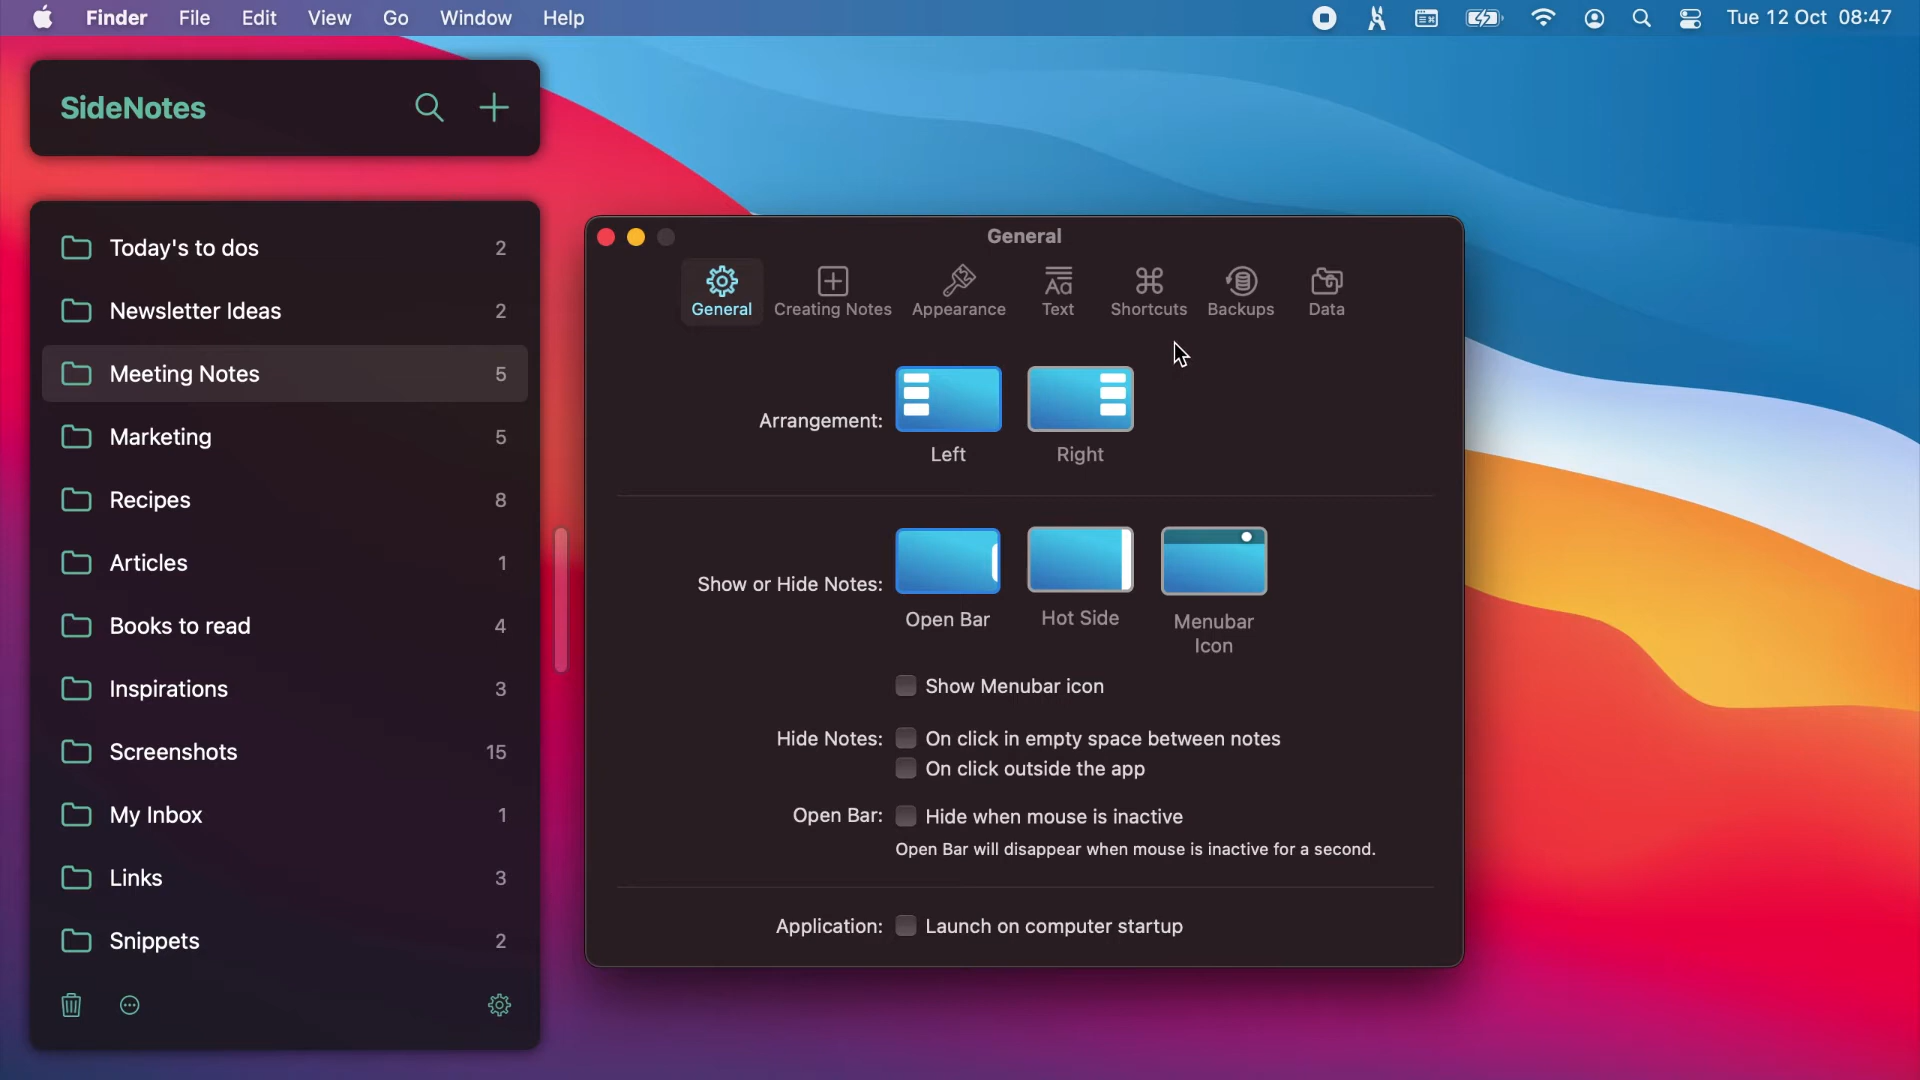 Finder File Edit View Go Window Help Tue 12 Oct 08:47
SideNotes
Today's to dos 2
Newsletter Ideas 2
Meeting Notes 5
Marketing 5
Recipes 8
Articles 1
Books to read 4
Inspirations 3
Screenshots 15
My Inbox 1
Links 3
Snippets 2
General
General Creating Notes Appearance Text Shortcuts Backups Data
Arrangement:
Left Right
Show or Hide Notes:
Open Bar Hot Side Menubar
Icon
Show Menubar icon
Hide Notes: On click in empty space between notes
On click outside the app
Open Bar: Hide when mouse is inactive
Open Bar will disappear when mouse is inactive for a second.
Application: Launch on computer startup